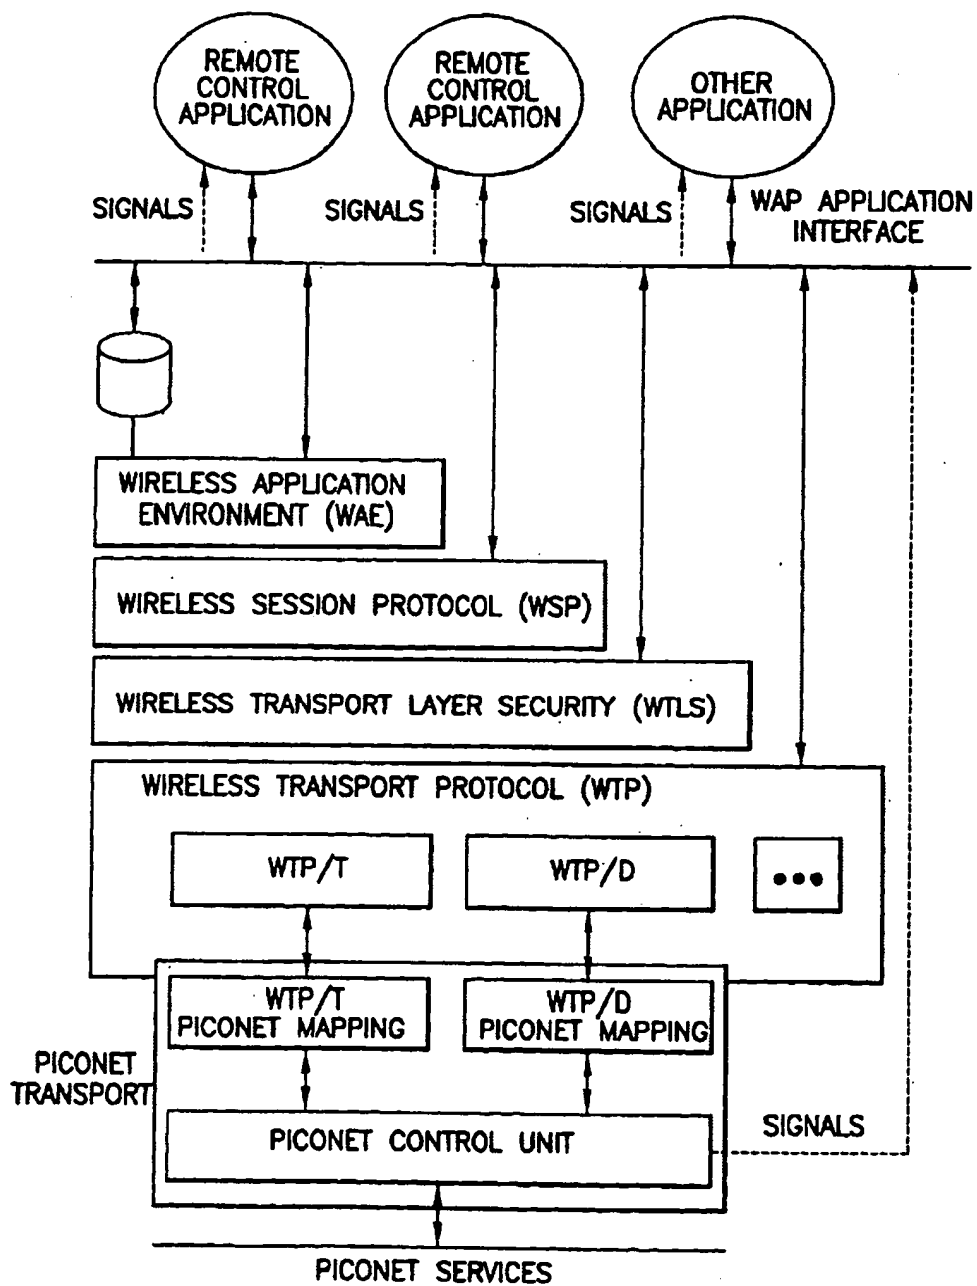 REMOTE
CONTROL
APPLICATION
REMOTE
CONTROL
APPLICATION
OTHER
APPLICATION
SIGNALS
SIGNALS
SIGNALS
WAP APPLICATION
INTERFACE
WIRELESS APPLICATION
ENVIRONMENT (WAE)
WIRELESS SESSION PROTOCOL (WSP)
WIRELESS TRANSPORT LAYER SECURITY (WTLS)
WIRELESS TRANSPORT PROTOCOL (WTP)
WTP/T
WTP/D
•••
WTP/T
PICONET MAPPING
WTP/D
PICONET MAPPING
PICONET
TRANSPORT
PICONET CONTROL UNIT
SIGNALS
PICONET SERVICES